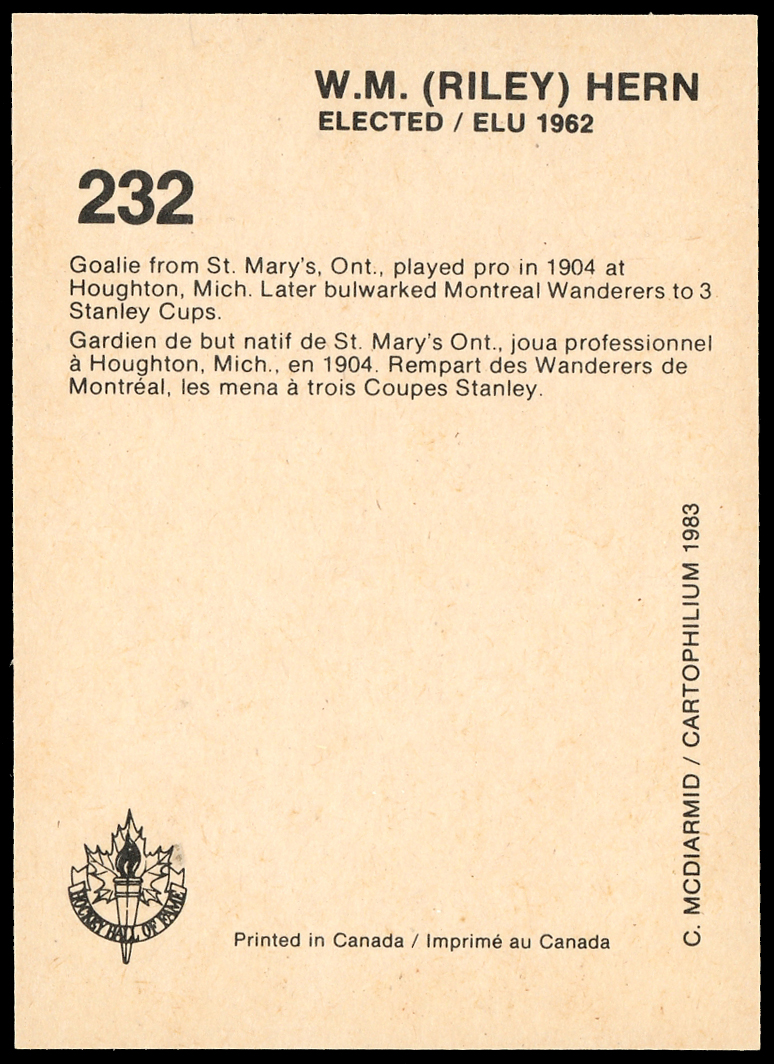 W.M. (RILEY) HERN
ELECTED / ELU 1962
232
Goalie from St. Mary's, Ont., played pro in 1904 at
Houghton, Mich. Later bulwarked Montreal Wanderers to 3
Stanley Cups.
Gardien de but natif de St. Mary's Ont., joua professionnel
à Houghton, Mich., en 1904. Rempart des Wanderers de
Montréal, les mena à trois Coupes Stanley.
C. MCDIARMID / CARTOPHILIUM 1983
HOCKEY HALL OF FAME
Printed in Canada / Imprimé au Canada